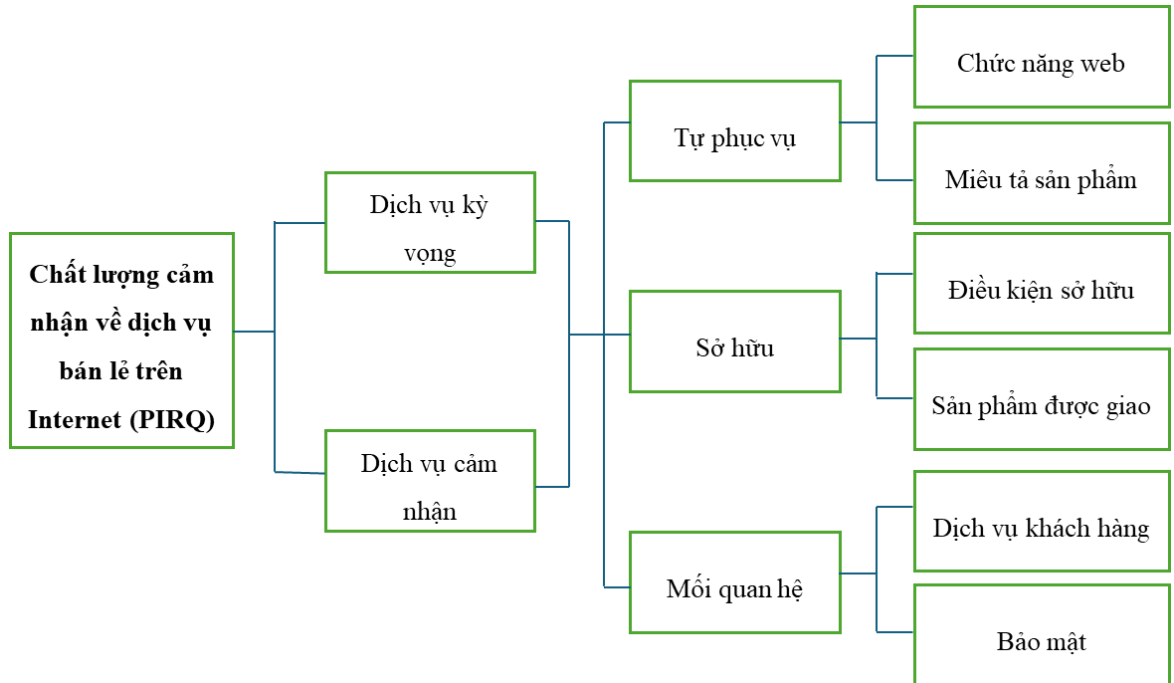 Chất lượng cảm
nhận về dịch vụ
bán lẻ trên
Internet (PIRQ)
Dịch vụ kỳ
vọng
Dịch vụ cảm
nhận
Tự phục vụ
Sở hữu
Mối quan hệ
Chức năng web
Miêu tả sản phẩm
Điều kiện sở hữu
Sản phẩm được giao
Dịch vụ khách hàng
Bảo mật